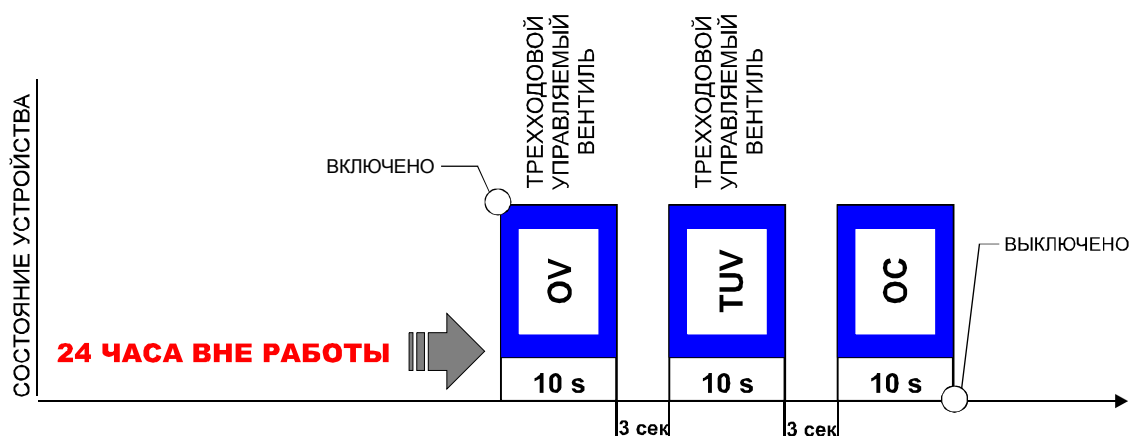 СОСТОЯНИЕ УСТРОЙСТВА
ВКЛЮЧЕНО
ТРЕХХОДОВОЙ
УПРАВЛЯЕМЫЙ
ВЕНТИЛЬ
ТРЕХХОДОВОЙ
УПРАВЛЯЕМЫЙ
ВЕНТИЛЬ
OV
TUV
OC
ВЫКЛЮЧЕНО
24 ЧАСА ВНЕ РАБОТЫ
10 s
10 s
10 s
3 сек
3 сек